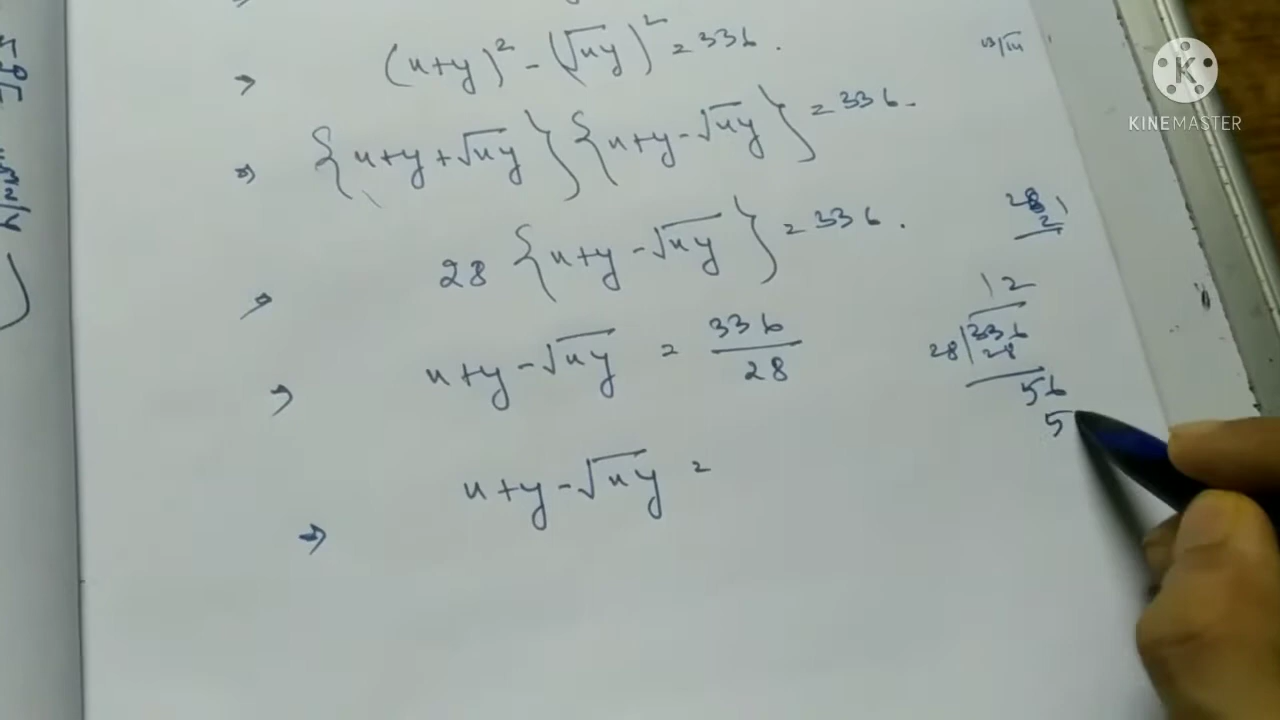 ⇒ (x+y)² - (√xy)² = 336.
⇒ {x+y+√xy} {x+y-√xy} = 336.
⇒ 28 {x+y-√xy} = 336.
⇒ x+y-√xy = 336/28
⇒ x+y-√xy =
12
28 336
28
56
5
K
KINEMASTER